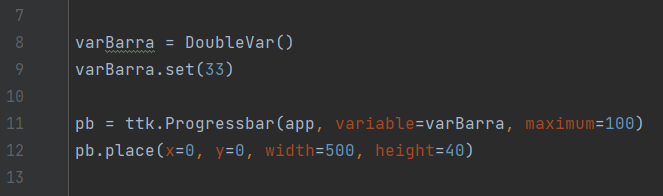 7
8 varBarra = DoubleVar()
9 varBarra.set(33)
10
11 pb = ttk.Progressbar(app, variable=varBarra, maximum=100)
12 pb.place(x=0, y=0, width=500, height=40)
13